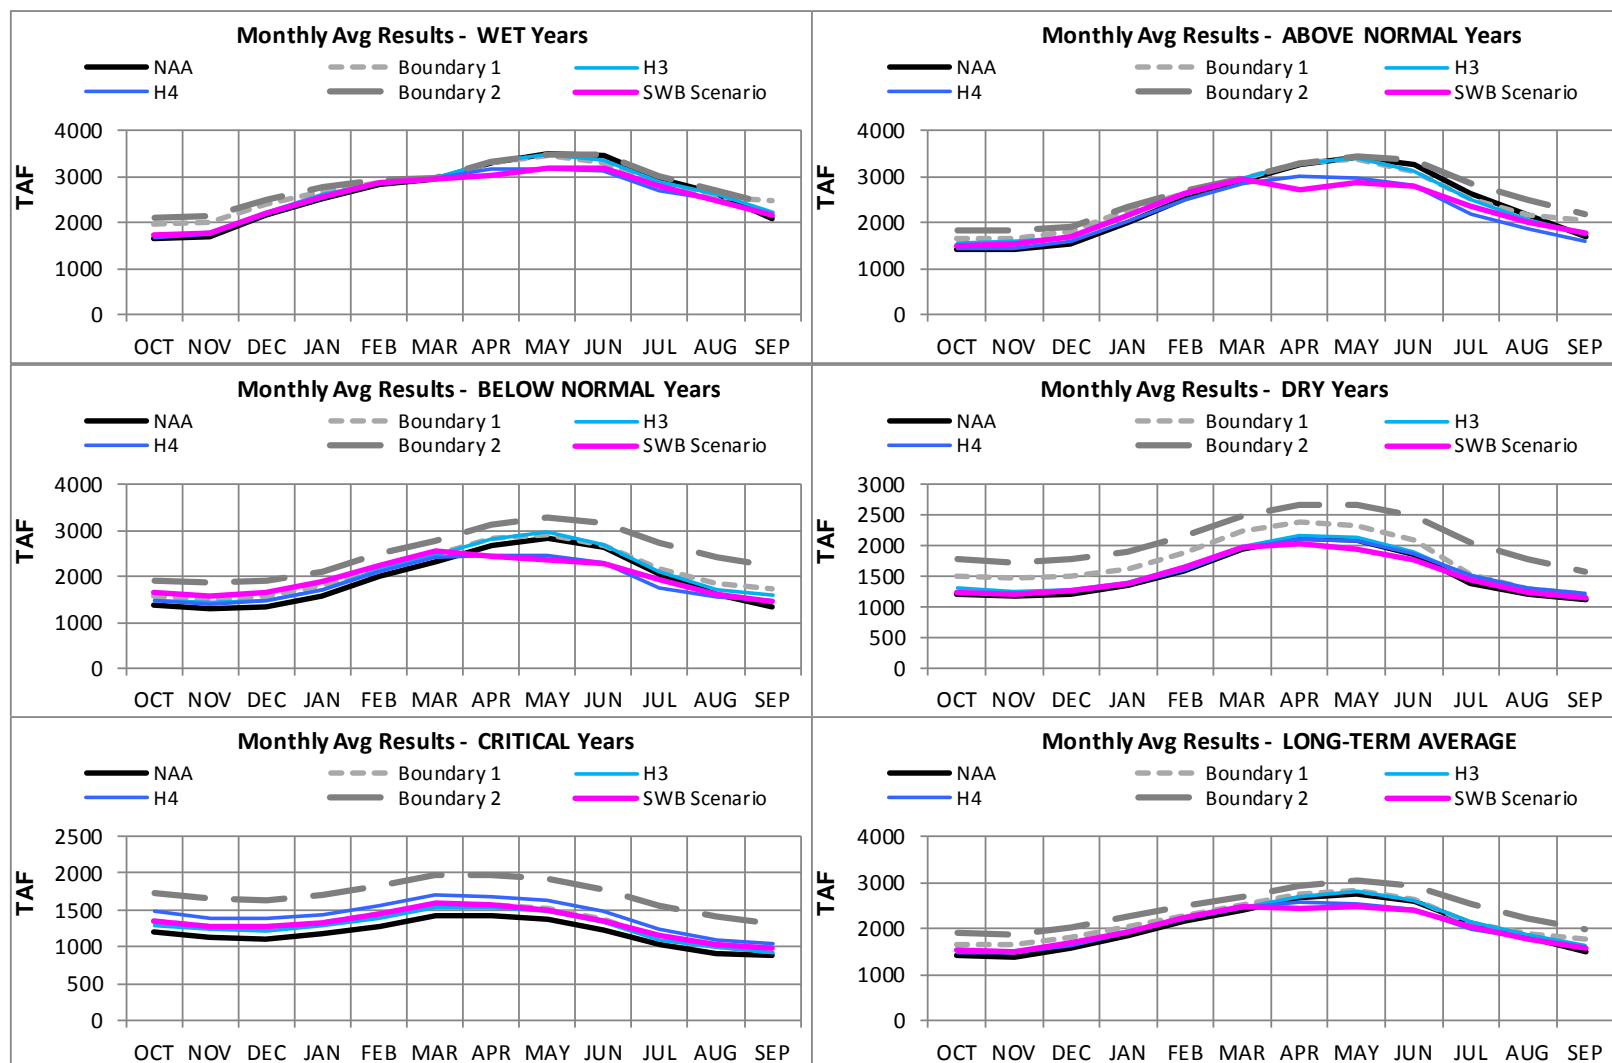 Monthly Avg Results - WET Years
NAA Boundary 1 H3
H4 Boundary 2 SWB Scenario
TAF
4000
3000
2000
1000
0
OCT NOV DEC JAN FEB MAR APR MAY JUN JUL AUG SEP
Monthly Avg Results - ABOVE NORMAL Years
NAA Boundary 1 H3
H4 Boundary 2 SWB Scenario
TAF
4000
3000
2000
1000
0
OCT NOV DEC JAN FEB MAR APR MAY JUN JUL AUG SEP
Monthly Avg Results - BELOW NORMAL Years
NAA Boundary 1 H3
H4 Boundary 2 SWB Scenario
TAF
4000
3000
2000
1000
0
OCT NOV DEC JAN FEB MAR APR MAY JUN JUL AUG SEP
Monthly Avg Results - DRY Years
NAA Boundary 1 H3
H4 Boundary 2 SWB Scenario
TAF
3000
2500
2000
1500
1000
500
0
OCT NOV DEC JAN FEB MAR APR MAY JUN JUL AUG SEP
Monthly Avg Results - CRITICAL Years
NAA Boundary 1 H3
H4 Boundary 2 SWB Scenario
TAF
2500
2000
1500
1000
500
0
OCT NOV DEC JAN FEB MAR APR MAY JUN JUL AUG SEP
Monthly Avg Results - LONG-TERM AVERAGE
NAA Boundary 1 H3
H4 Boundary 2 SWB Scenario
TAF
4000
3000
2000
1000
0
OCT NOV DEC JAN FEB MAR APR MAY JUN JUL AUG SEP